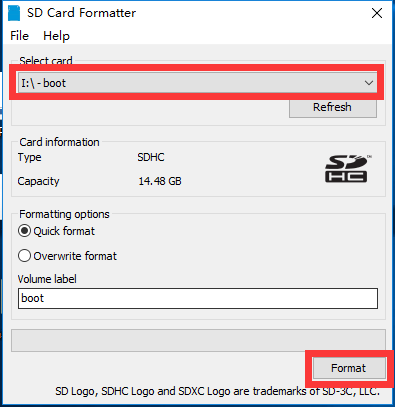 SD Card Formatter
File Help
Select card
I:\ - boot
Refresh
Card information
Type SDHC
Capacity 14.48 GB
SD HC
TM
Formatting options
Quick format
Overwrite format
Volume label
boot
Format
SD Logo, SDHC Logo and SDXC Logo are trademarks of SD-3C, LLC.